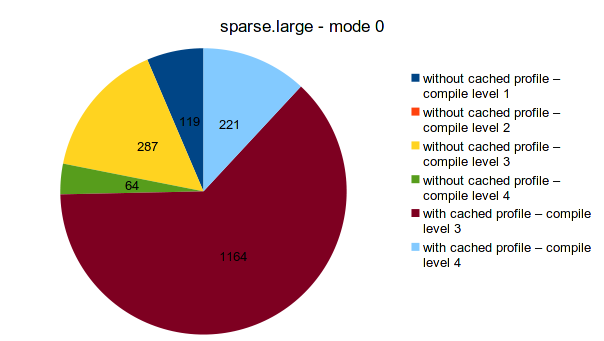 sparse.large - mode 0
119
221
287
64
1164
without cached profile –
compile level 1
without cached profile –
compile level 2
without cached profile –
compile level 3
without cached profile –
compile level 4
with cached profile – compile
level 3
with cached profile – compile
level 4